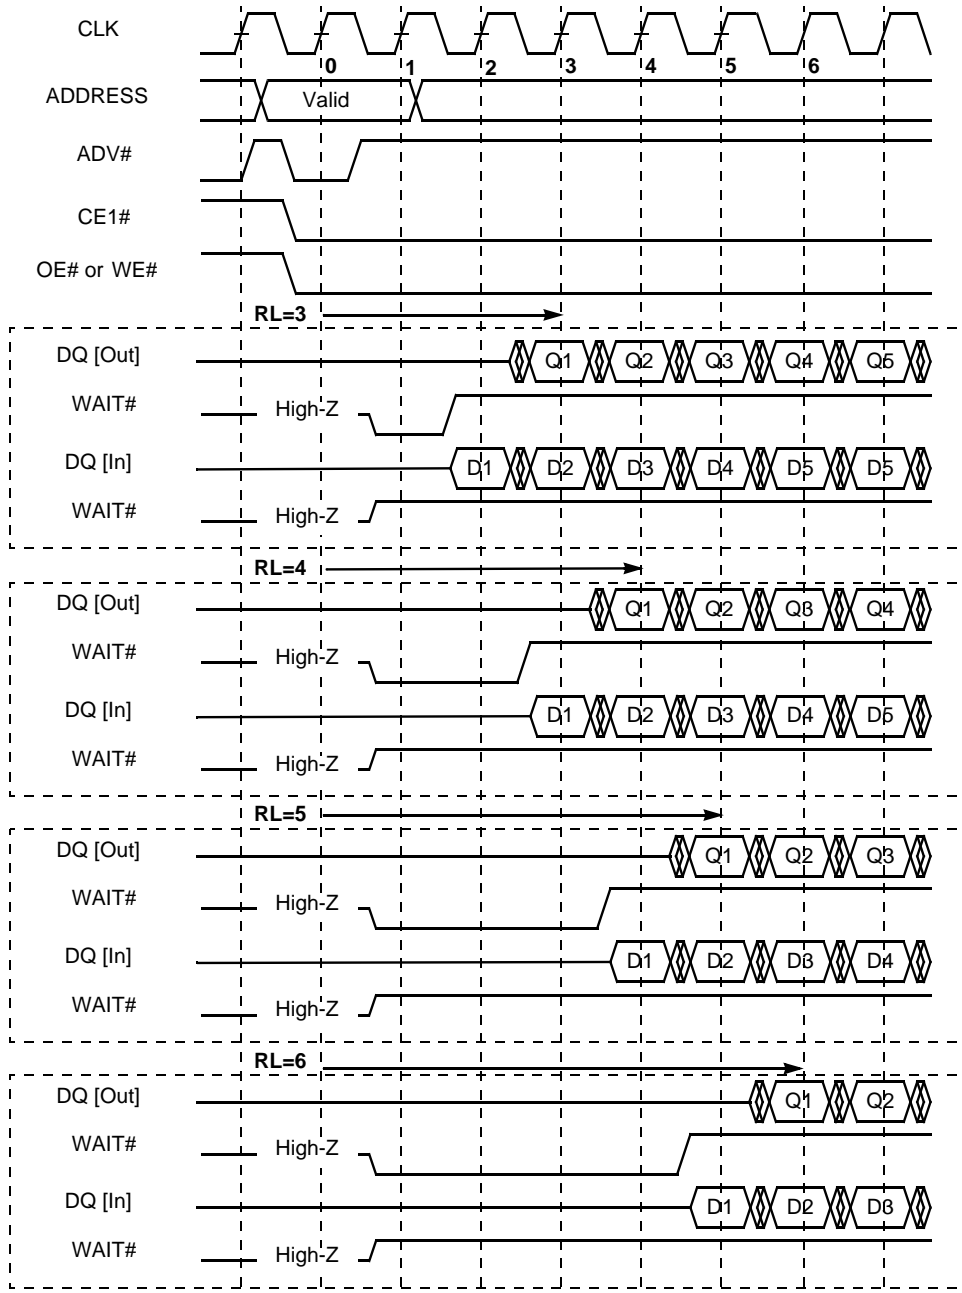 CLK
0 1 2 3 4 5 6
ADDRESS Valid
ADV#
CE1#
OE# or WE#
RL=3
DQ [Out] Q1 Q2 Q3 Q4 Q5
WAIT# High-Z
DQ [In] D1 D2 D3 D4 D5 D5
WAIT# High-Z
RL=4
DQ [Out] Q1 Q2 Q3 Q4
WAIT# High-Z
DQ [In] D1 D2 D3 D4 D5
WAIT# High-Z
RL=5
DQ [Out] Q1 Q2 Q3
WAIT# High-Z
DQ [In] D1 D2 D3 D4
WAIT# High-Z
RL=6
DQ [Out] Q1 Q2
WAIT# High-Z
DQ [In] D1 D2 D3
WAIT# High-Z